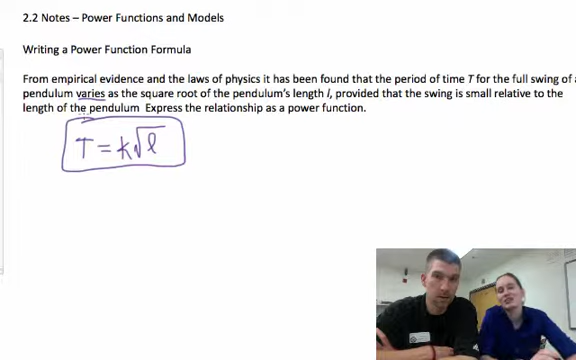 2.2 Notes – Power Functions and Models
Writing a Power Function Formula
From empirical evidence and the laws of physics it has been found that the period of time T for the full swing of a
pendulum varies as the square root of the pendulum's length l, provided that the swing is small relative to the
length of the pendulum Express the relationship as a power function.
T = k√l